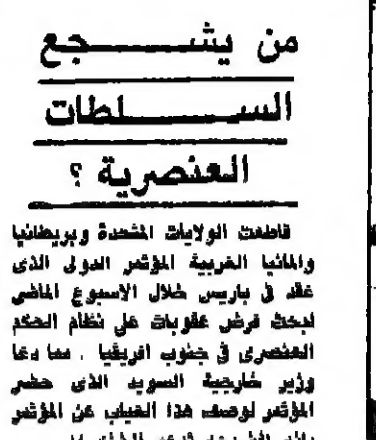 من يشجع
السلطات
العنصرية ؟
قاطعت الولايات المتحدة وبريطانيا
والمانيا الغربية المؤتمر الدولى الذى
عقد فى باريس خلال الاسبوع الماضى
لبحث فرض عقوبات على نظام الحكم
العنصرى فى جنوب افريقيا . مما دعا
وزير خارجية السويد الذى حضر
المؤتمر لوصف هذا الغياب عن المؤتمر